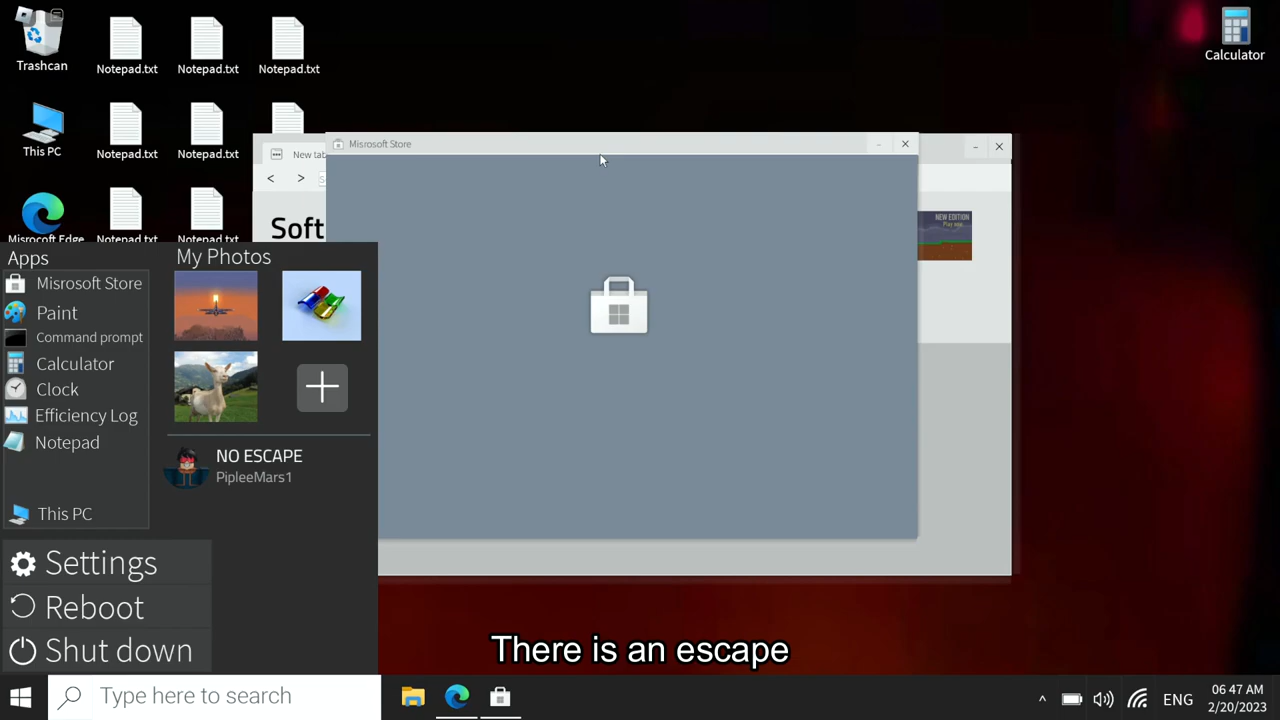 Trashcan
Notepad.txt
Notepad.txt
Notepad.txt
Calculator
This PC
Notepad.txt
Notepad.txt
Misrosoft Store
New tab
< >
Misrocoft Edge
Notepad.txt
Notepad.txt
Soft
NEW EDITION
Play now
Apps
My Photos
Misrosoft Store
Paint
Command prompt
Calculator
Clock
Efficiency Log
Notepad
NO ESCAPE
PipleeMars1
This PC
Settings
Reboot
Shut down
There is an escape
Type here to search
ENG
06:47 AM
2/20/2023